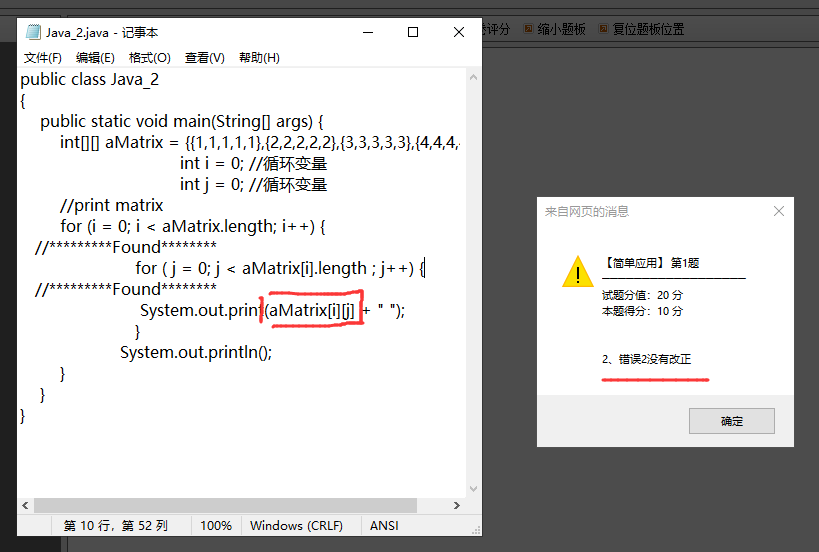 Java_2.java - 记事本
文件(F) 编辑(E) 格式(O) 查看(V) 帮助(H)
public class Java_2
{
public static void main(String[] args) {
int[][] aMatrix = {{1,1,1,1,1},{2,2,2,2,2},{3,3,3,3,3},{4,4,4,
int i = 0; //循环变量
int j = 0; //循环变量
//print matrix
for (i = 0; i < aMatrix.length; i++) {
//*********Found********
for ( j = 0; j < aMatrix[i].length ; j++) {
//*********Found********
System.out.print(aMatrix[i][j] + " ");
}
System.out.println();
}
}
}
第 10 行，第 52 列 100% Windows (CRLF) ANSI
评分 缩小题板 复位题板位置
来自网页的消息
【简单应用】第1题
------------------------------
试题分值：20 分
本题得分：10 分
2、错误2没有改正
确定